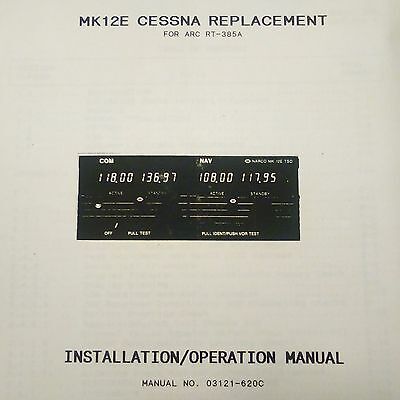 MK12E CESSNA REPLACEMENT
FOR ARC RT-385A
COM NAV NARCO MK 12E TSO
118.00 136.97 108.00 117.95
ACTIVE STANDBY ACTIVE STANDBY
OFF PULL TEST PULL IDENT/PUSH VOR TEST
INSTALLATION/OPERATION MANUAL
MANUAL NO. 03121-620C